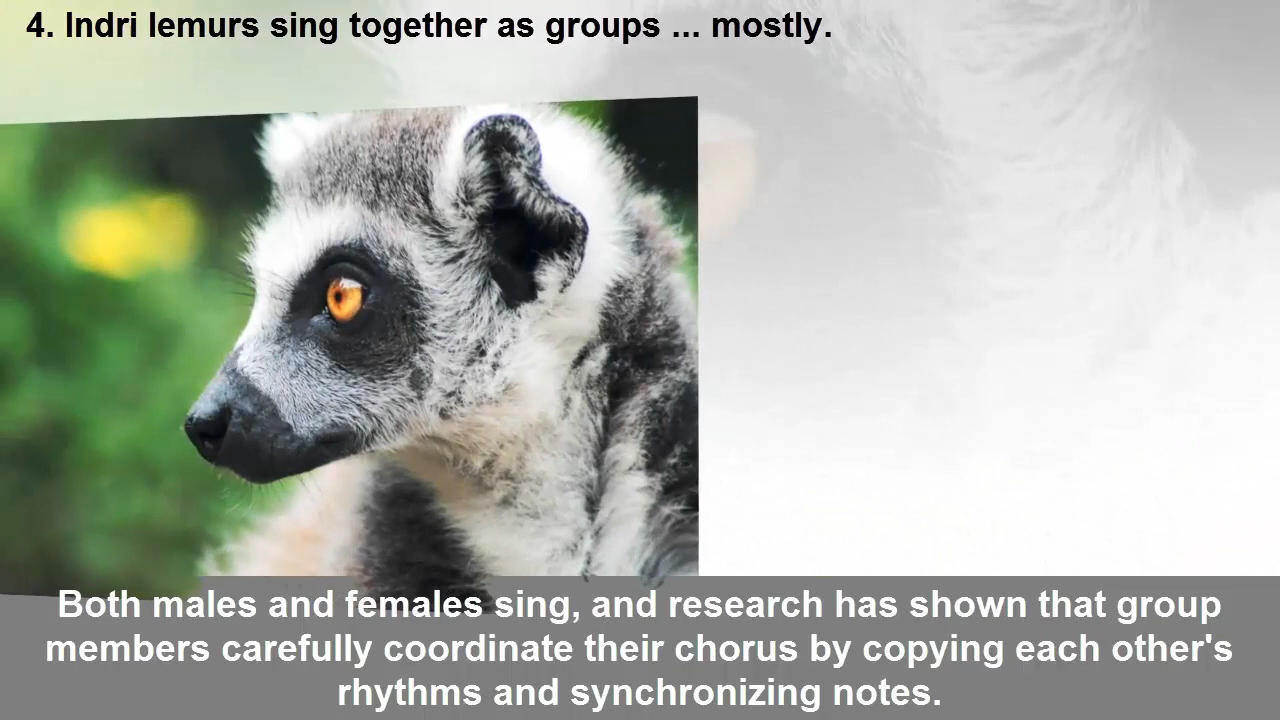 4. Indri lemurs sing together as groups ... mostly.
Both males and females sing, and research has shown that group
members carefully coordinate their chorus by copying each other's
rhythms and synchronizing notes.